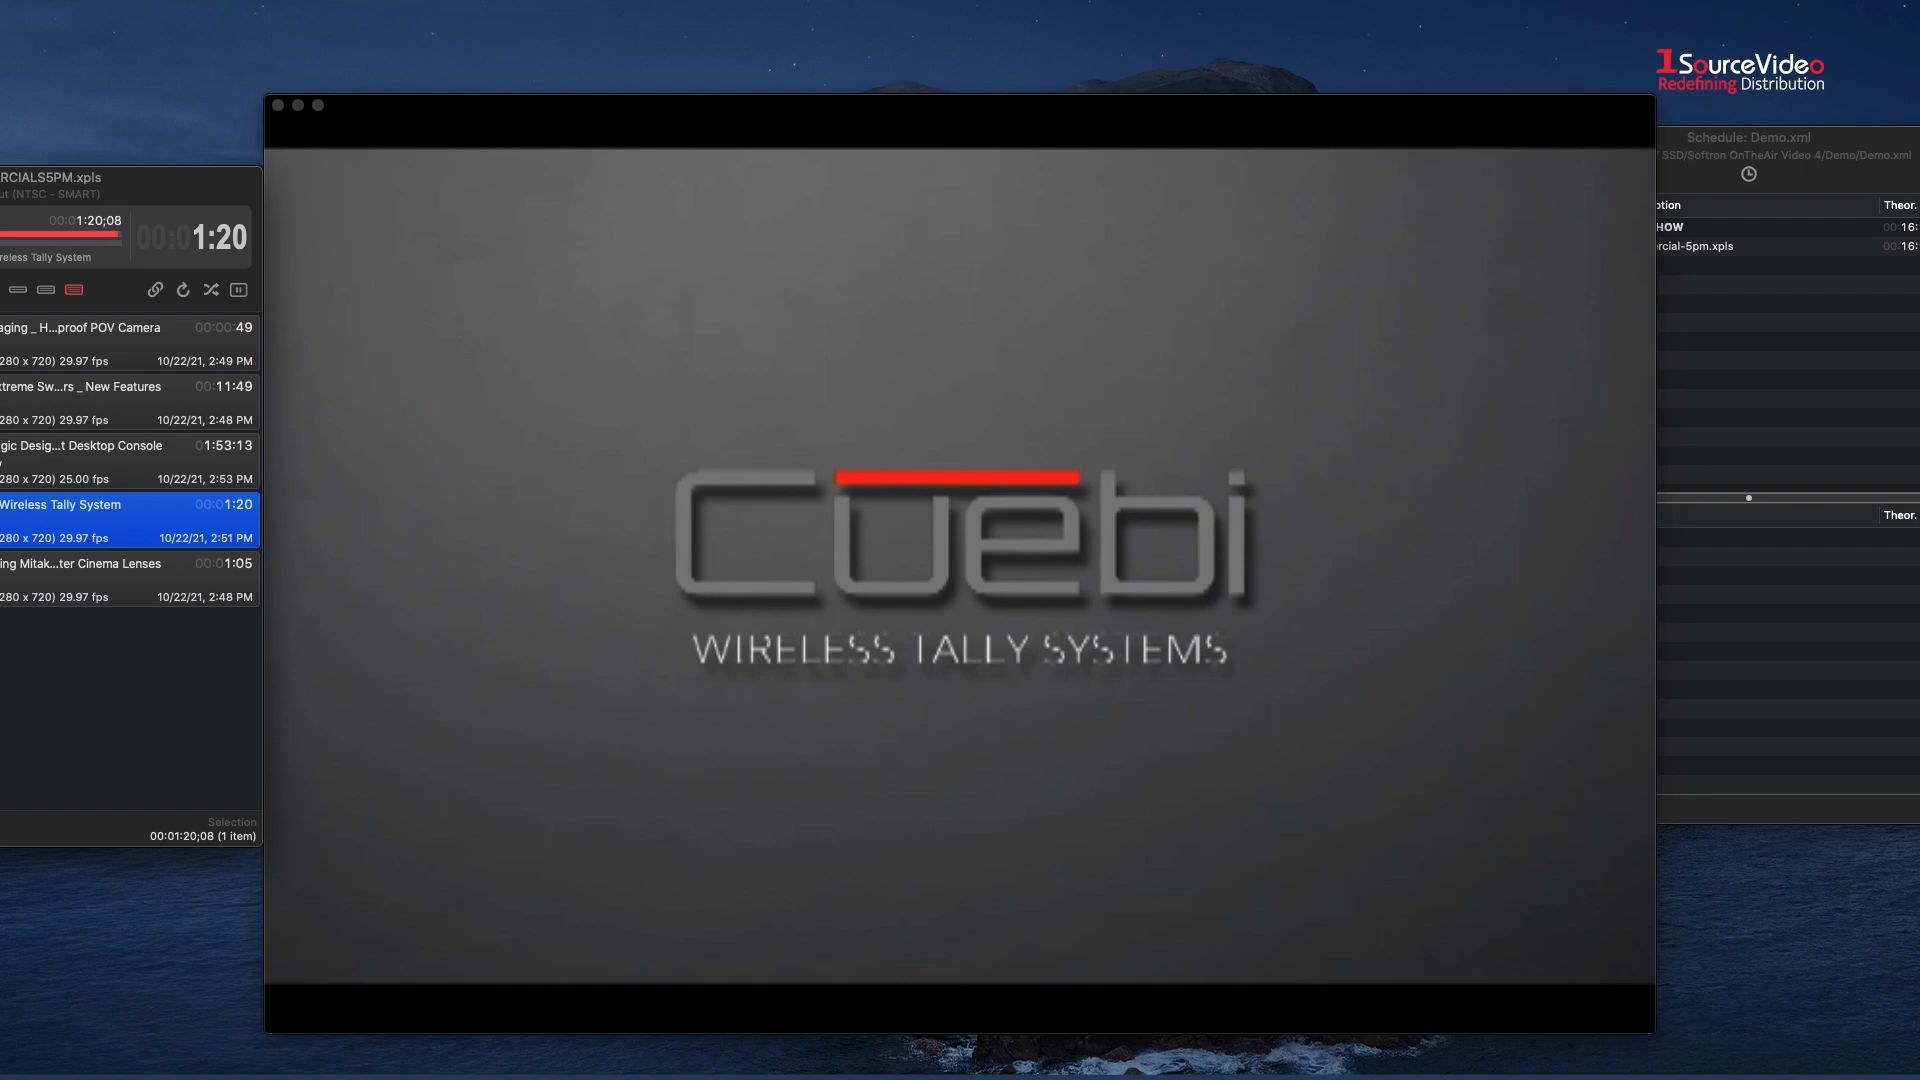 1SourceVideo
Redefining Distribution
RCIALS5PM.xpls
ut (NTSC - SMART)
00:01:20;08
00:01:20
reless Tally System
aging _ H...proof POV Camera 00:00:49
280 x 720) 29.97 fps 10/22/21, 2:49 PM
xtreme Sw...rs _ New Features 00:11:49
280 x 720) 29.97 fps 10/22/21, 2:48 PM
gic Desig...t Desktop Console 01:53:13
280 x 720) 25.00 fps 10/22/21, 2:53 PM
Wireless Tally System 00:01:20
280 x 720) 29.97 fps 10/22/21, 2:51 PM
ing Mitak...ter Cinema Lenses 00:01:05
280 x 720) 29.97 fps 10/22/21, 2:48 PM
Selection
00:01:20;08 (1 item)
Cuebi
WIRELESS TALLY SYSTEMS
Schedule: Demo.xml
SSD/Softron OnTheAir Video 4/Demo/Demo.xml
ption Theor.
HOW 00:16:
ercial-5pm.xpls 00:16:
Theor.